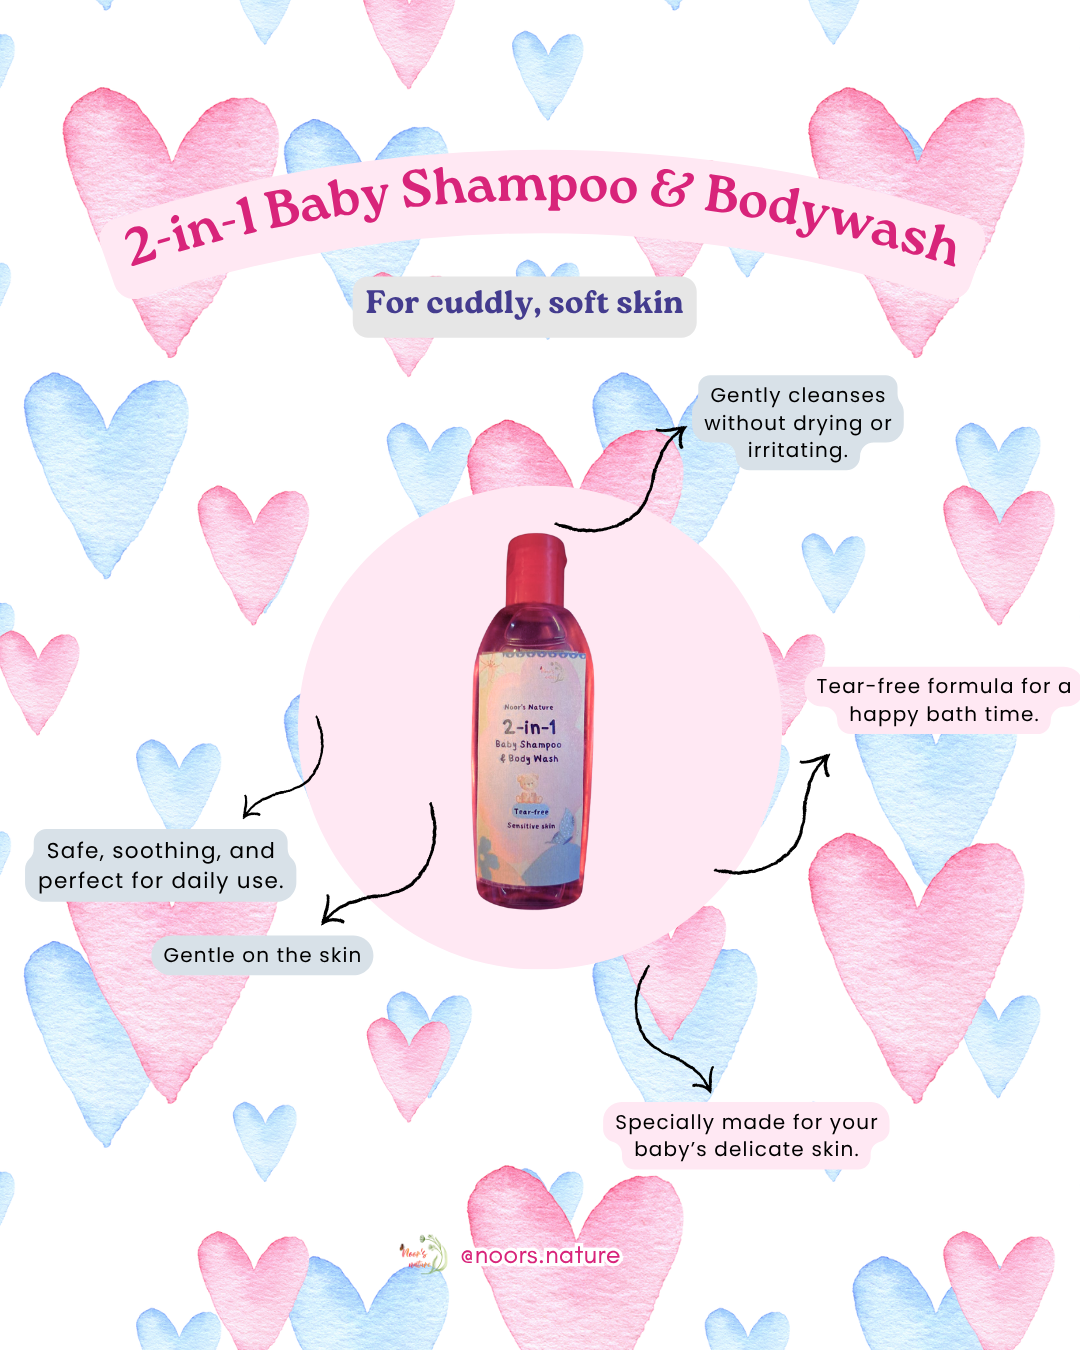 2-in-1 Baby Shampoo & Bodywash
For cuddly, soft skin
Gently cleanses
without drying or
irritating.
Tear-free formula for a
happy bath time.
Noor's Nature
2-in-1
Baby Shampoo
& Body Wash
Tear-free
Sensitive skin
Safe, soothing, and
perfect for daily use.
Gentle on the skin
Specially made for your
baby's delicate skin.
Noor's
nature
@noors.nature